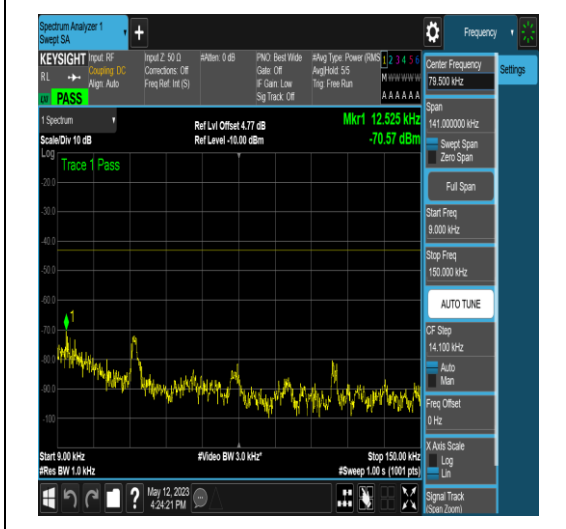 Spectrum Analyzer 1
Swept SA
+
Frequency
KEYSIGHT
RL
PASS
Input: RF
Coupling: DC
Align: Auto
Input Z: 50 Ω
Corrections: Off
Freq Ref: Int (S)
#Atten: 0 dB
PNO: Best Wide
Gate: Off
IF Gain: Low
Sig Track: Off
#Avg Type: Power (RMS
Avg|Hold: 5/5
Trig: Free Run
1 2 3 4 5 6
M W W W W W
A A A A A A
Center Frequency
79.500 kHz
Settings
Span
141.000000 kHz
Swept Span
Zero Span
Full Span
Start Freq
9.000 kHz
Stop Freq
150.000 kHz
AUTO TUNE
CF Step
14.100 kHz
Auto
Man
Freq Offset
0 Hz
X Axis Scale
Log
Lin
Signal Track
(Span Zoom)
1 Spectrum
Scale/Div 10 dB
Ref Lvl Offset 4.77 dB
Ref Level -10.00 dBm
Mkr1 12.525 kHz
-70.57 dBm
Log
Trace 1 Pass
-20.0
-30.0
-40.0
-50.0
-60.0
1
-70.0
-80.0
-90.0
-100
Start 9.00 kHz
#Video BW 3.0 kHz*
Stop 150.00 kHz
#Res BW 1.0 kHz
#Sweep 1.00 s (1001 pts)
?
May 12, 2023
4:24:21 PM